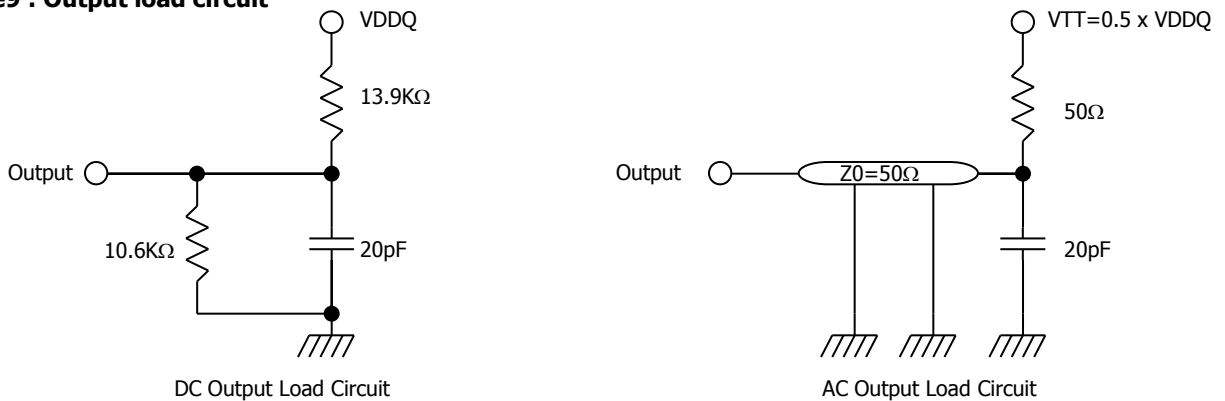 : Output load circuit
VDDQ
13.9KΩ
Output
10.6KΩ
20pF
DC Output Load Circuit
VTT=0.5 x VDDQ
50Ω
Output
Z0=50Ω
20pF
AC Output Load Circuit